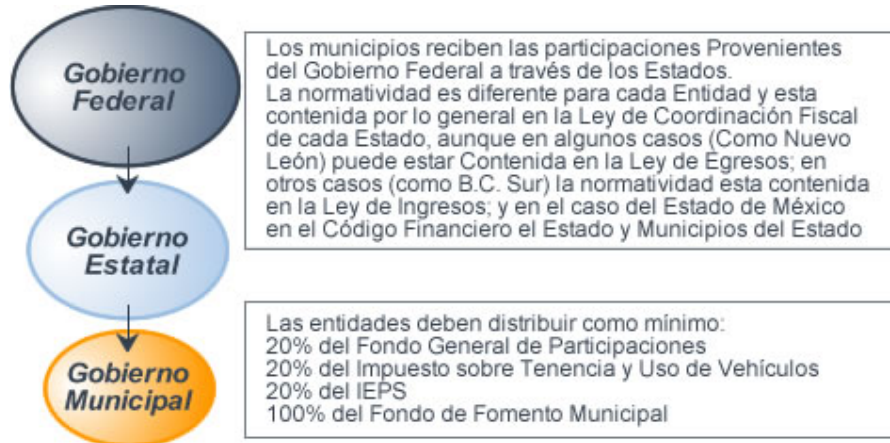 Gobierno
Federal
Los municipios reciben las participaciones Provenientes
del Gobierno Federal a través de los Estados.
La normatividad es diferente para cada Entidad y esta
contenida por lo general en la Ley de Coordinación Fiscal
de cada Estado, aunque en algunos casos (Como Nuevo
León) puede estar Contenida en la Ley de Egresos; en
otros casos (como B.C. Sur) la normatividad esta contenida
en la Ley de Ingresos; y en el caso del Estado de México
en el Código Financiero el Estado y Municipios del Estado
Gobierno
Estatal
Gobierno
Municipal
Las entidades deben distribuir como mínimo:
20% del Fondo General de Participaciones
20% del Impuesto sobre Tenencia y Uso de Vehículos
20% del IEPS
100% del Fondo de Fomento Municipal